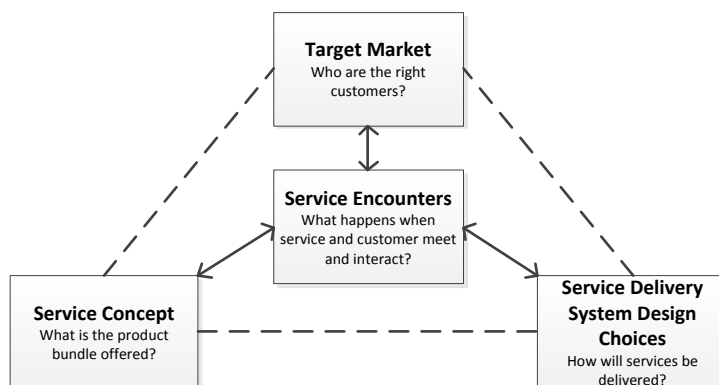 Target Market
Who are the right
customers?
Service Encounters
What happens when
service and customer meet
and interact?
Service Concept
What is the product
bundle offered?
Service Delivery
System Design
Choices
How will services be
delivered?